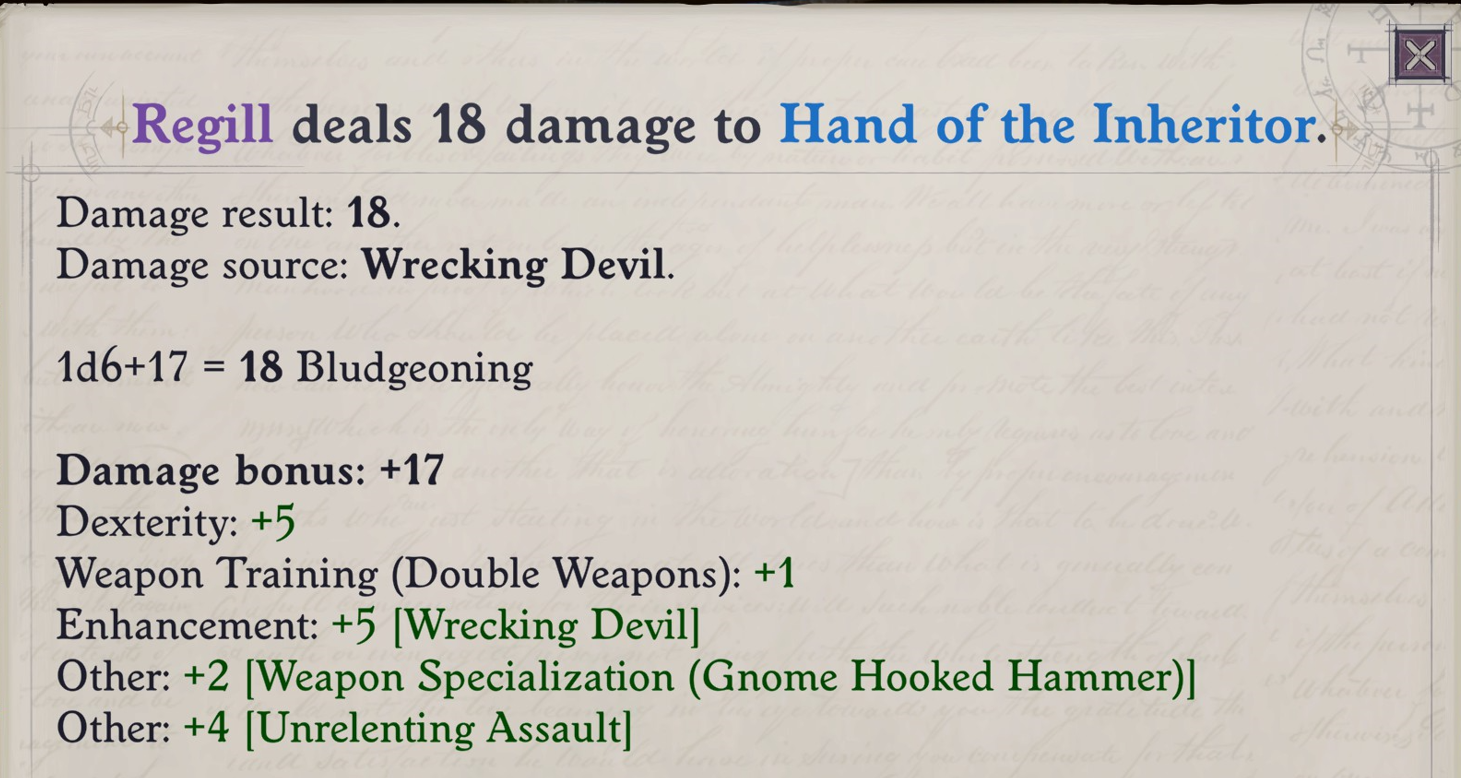 Regill deals 18 damage to Hand of the Inheritor.
Damage result: 18.
Damage source: Wrecking Devil.
1d6+17 = 18 Bludgeoning
Damage bonus: +17
Dexterity: +5
Weapon Training (Double Weapons): +1
Enhancement: +5 [Wrecking Devil]
Other: +2 [Weapon Specialization (Gnome Hooked Hammer)]
Other: +4 [Unrelenting Assault]